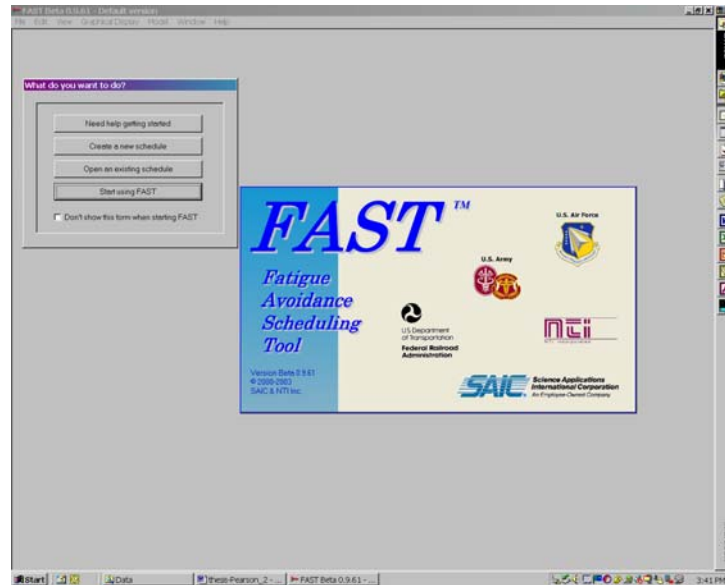 FAST Beta 0.9.61 - Default version
File Edit View Graphical Display Model Window Help
What do you want to do?
Need help getting started
Create a new schedule
Open an existing schedule
Start using FAST
Don't show this form when starting FAST
FAST™
Fatigue
Avoidance
Scheduling
Tool
Version Beta 0.9.61
© 2000-2003
SAIC & NTI Inc.
U.S. Air Force
U.S. Army
U.S. Department
of Transportation
Federal Railroad
Administration
nti
SAIC
Science Applications
International Corporation
An Employee-Owned Company
Start
Data
thesis-Pearson_2 - ...
FAST Beta 0.9.61 - ...
3:43 PM